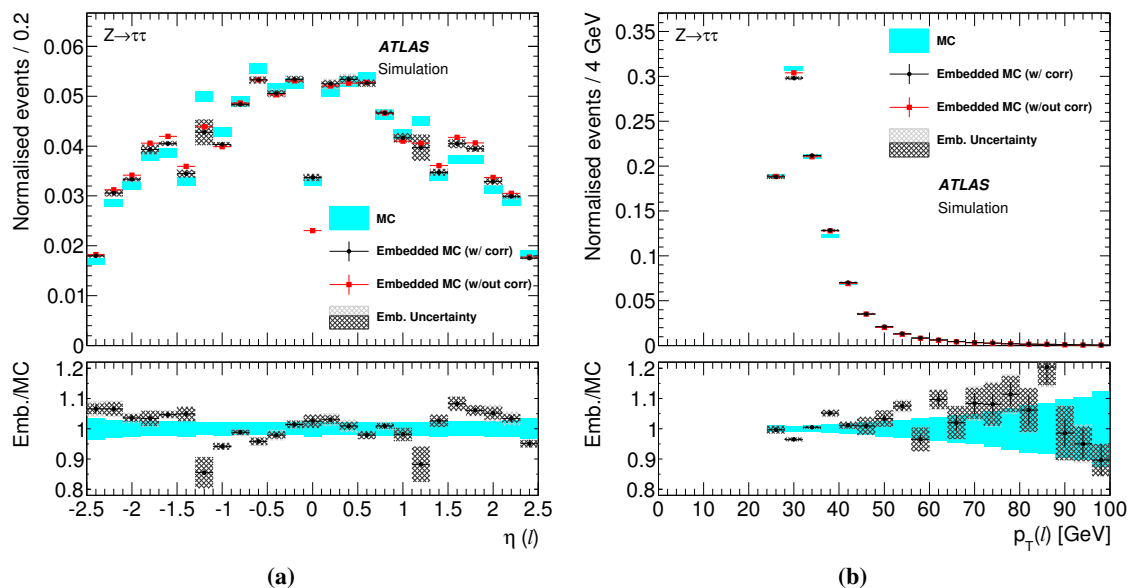 Normalised events / 0.2
0.06
0.05
0.04
0.03
0.02
0.01
0
Z→ττ
ATLAS
Simulation
MC
Embedded MC (w/ corr)
Embedded MC (w/out corr)
Emb. Uncertainty
Emb./MC
1.2
1.1
1
0.9
0.8
-2.5 -2 -1.5 -1 -0.5 0 0.5 1 1.5 2 2.5
η (l)
(a)
Normalised events / 4 GeV
0.35
0.3
0.25
0.2
0.15
0.1
0.05
0
Z→ττ
MC
Embedded MC (w/ corr)
Embedded MC (w/out corr)
Emb. Uncertainty
ATLAS
Simulation
Emb./MC
1.2
1.1
1
0.9
0.8
0 10 20 30 40 50 60 70 80 90 100
p_T(l) [GeV]
(b)